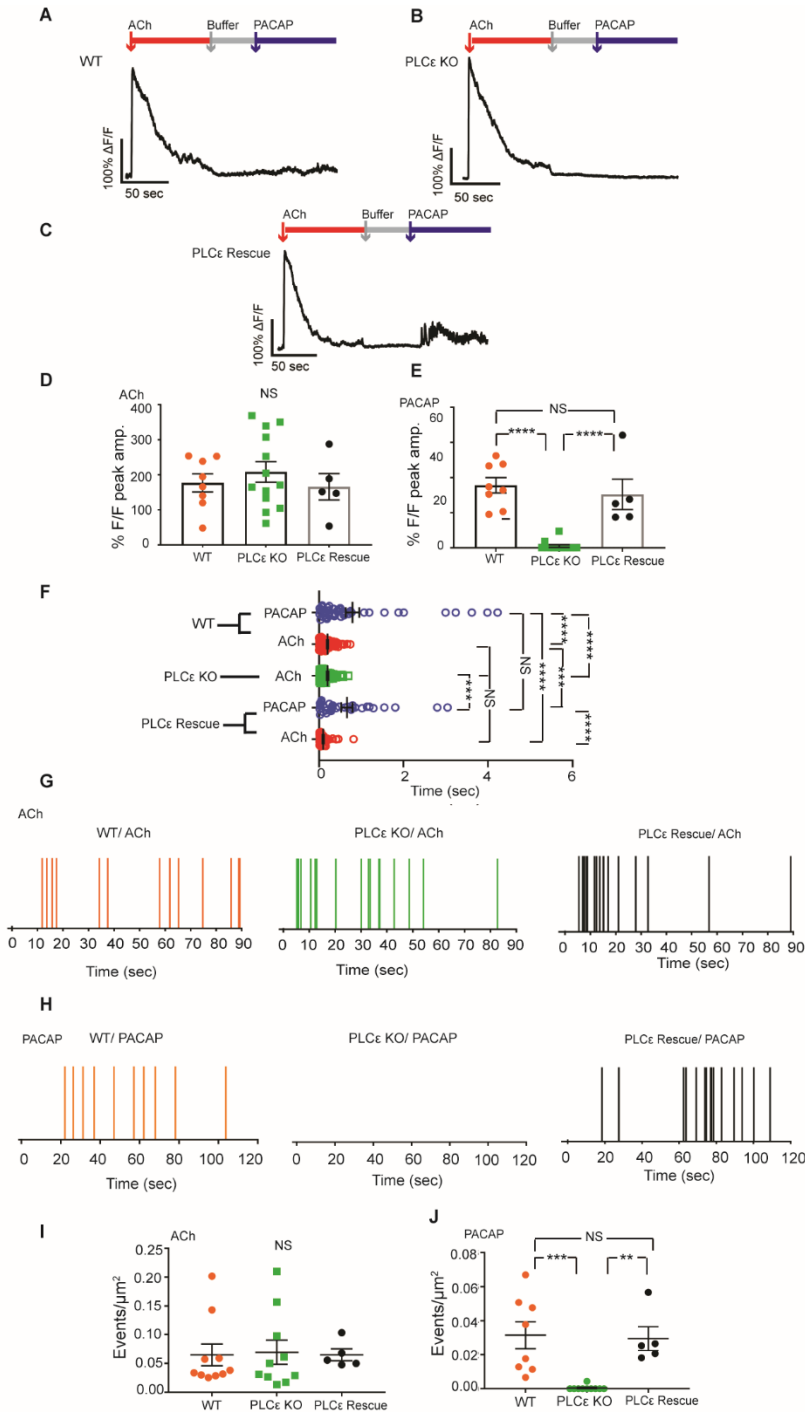 A
ACh Buffer PACAP
WT
100% ΔF/F
50 sec
B
ACh Buffer PACAP
PLCε KO
100% ΔF/F
50 sec
C
ACh Buffer PACAP
PLCε Rescue
100% ΔF/F
50 sec
D
ACh NS
% F/F peak amp.
400
300
200
100
0
WT PLCε KO PLCε Rescue
E
PACAP
NS
**** ****
% F/F peak amp.
60
40
20
0
WT PLCε KO PLCε Rescue
F
WT
PACAP
ACh
PLCε KO
ACh
PLCε Rescue
PACAP
ACh
NS
NS
****
****
0 2 4 6
Time (sec)
G
ACh
WT/ ACh PLCε KO/ ACh PLCε Rescue/ ACh
0 10 20 30 40 50 60 70 80 90
Time (sec)
0 10 20 30 40 50 60 70 80 90
Time (sec)
0 10 20 30 40 50 60 70 80 90
Time (sec)
H
PACAP WT/ PACAP PLCε KO/ PACAP PLCε Rescue/ PACAP
0 20 40 60 80 100 120
Time (sec)
0 20 40 60 80 100 120
Time (sec)
0 20 40 60 80 100 120
Time (sec)
I
ACh NS
Events/µm²
0.25
0.20
0.15
0.10
0.05
0.00
WT PLCε KO PLCε Rescue
J
PACAP NS
*** **
Events/µm²
0.08
0.06
0.04
0.02
0.00
WT PLCε KO PLCε Rescue